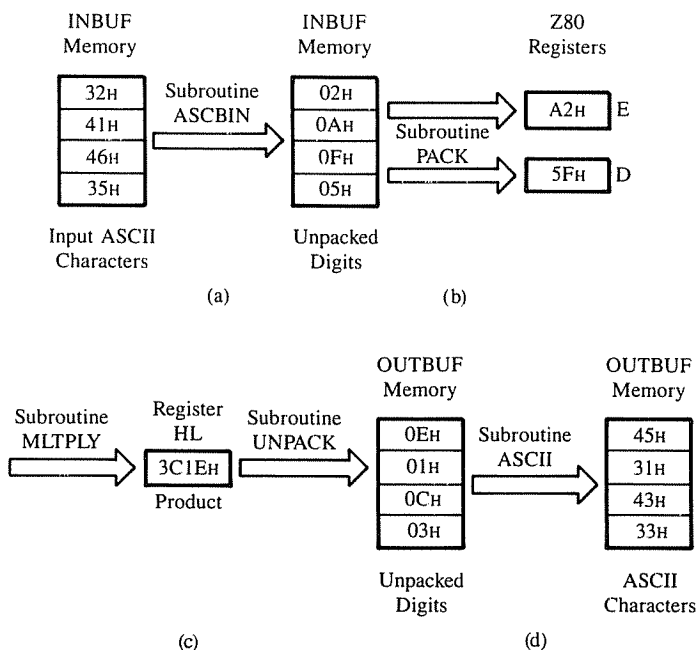 INBUF
Memory
INBUF
Memory
Z80
Registers
32H
41H
46H
35H
Subroutine
ASCBIN
02H
0AH
0FH
05H
Subroutine
PACK
A2H E
5FH D
Input ASCII
Characters
Unpacked
Digits
(a)
(b)
OUTBUF
Memory
OUTBUF
Memory
Subroutine
MLTPLY
Register
HL
3C1EH
Product
Subroutine
UNPACK
0EH
01H
0CH
03H
Subroutine
ASCII
45H
31H
43H
33H
Unpacked
Digits
ASCII
Characters
(c)
(d)